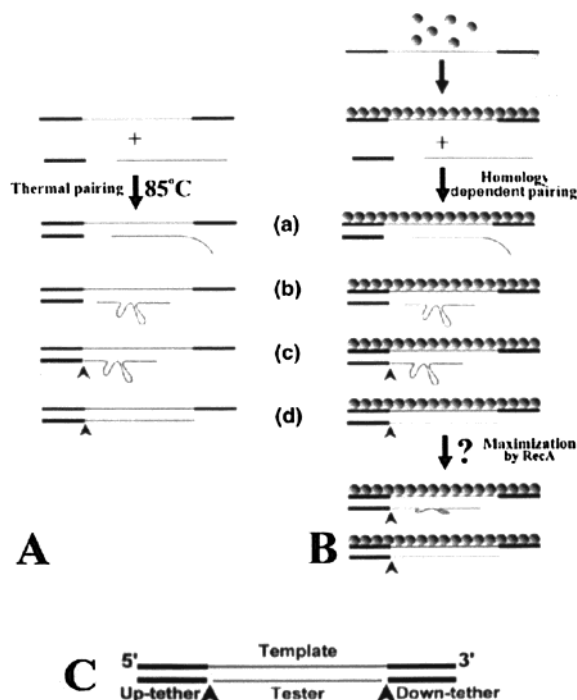 +
+
Thermal pairing 85°C
Homology
dependent pairing
(a)
(b)
(c)
(d)
? Maximization
by RecA
A
B
C
5' Template 3'
Up-tether Tester Down-tether